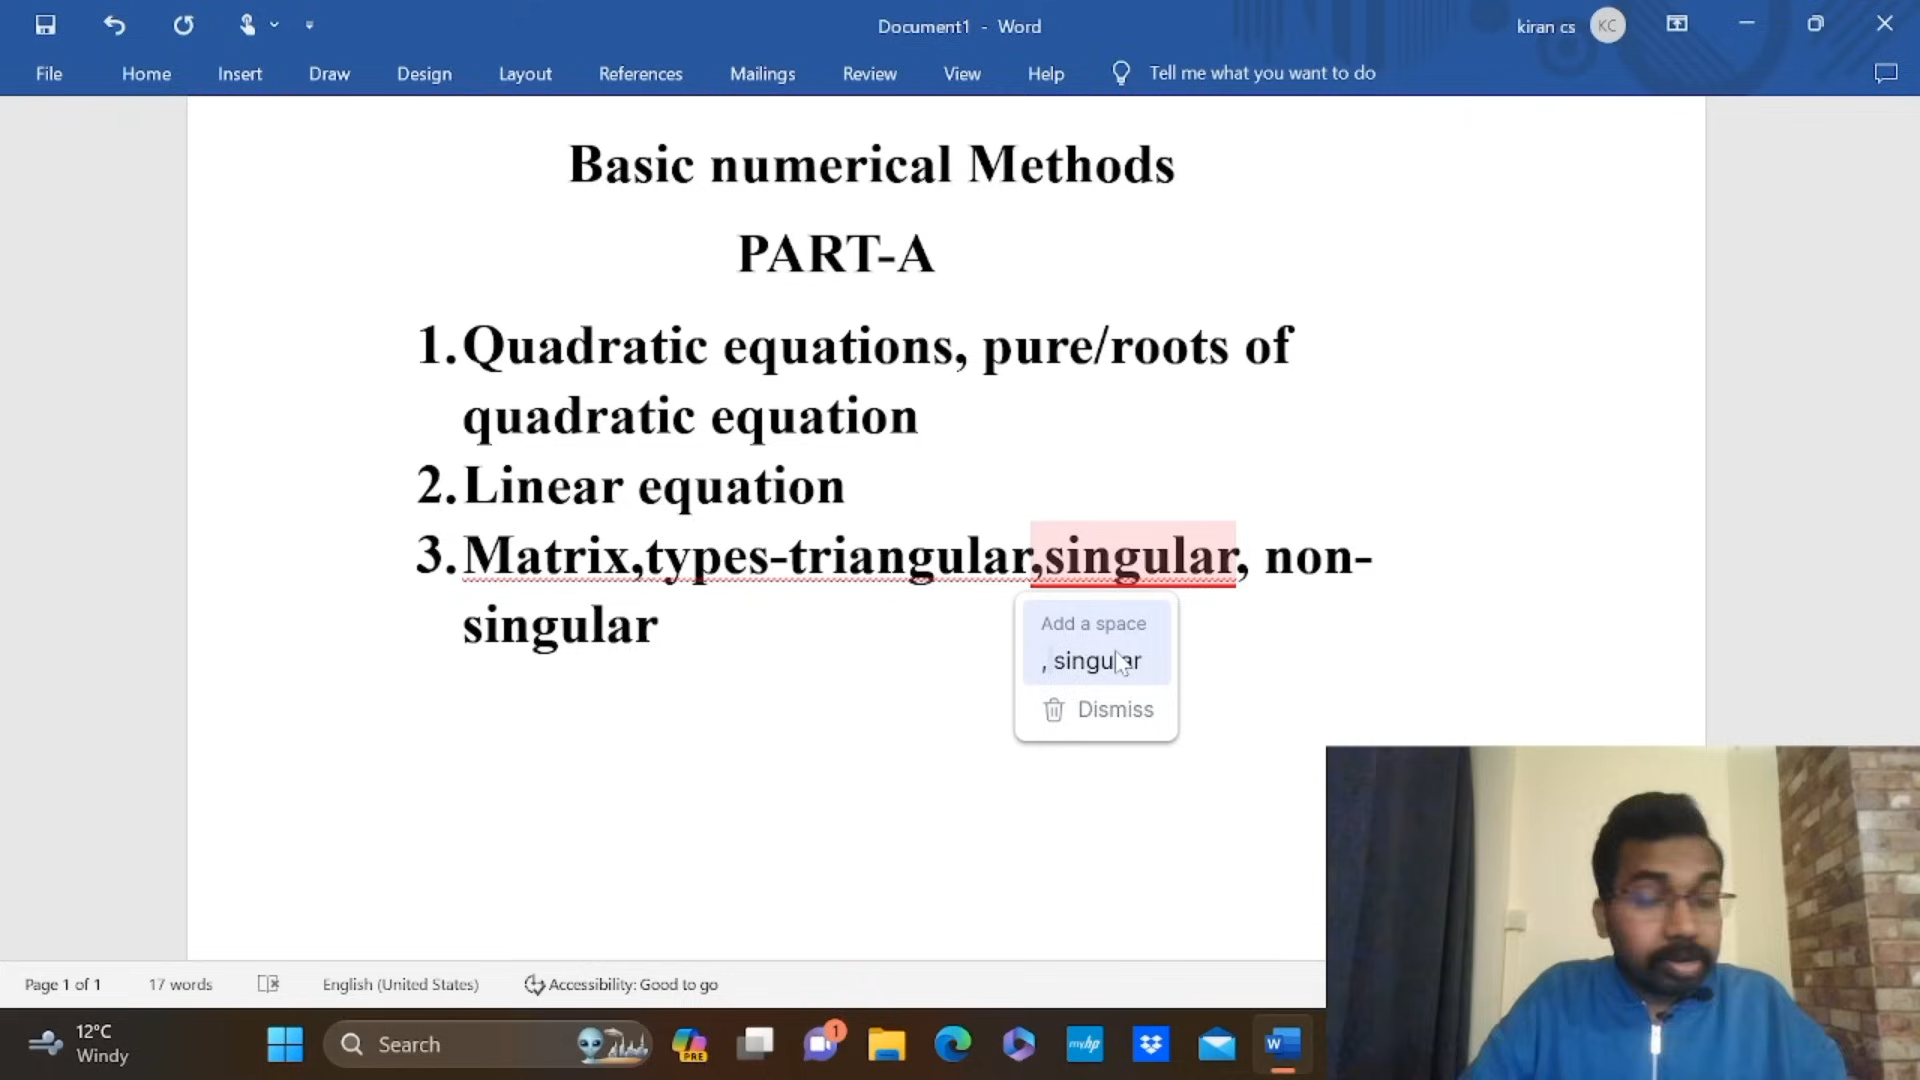 Document1 - Word
kiran cs
KC
File Home Insert Draw Design Layout References Mailings Review View Help Tell me what you want to do
Basic numerical Methods
PART-A
1.Quadratic equations, pure/roots of
quadratic equation
2.Linear equation
3.Matrix,types-triangular,singular, non-
singular
Add a space
, singular
Dismiss
Page 1 of 1 17 words English (United States) Accessibility: Good to go
12°C
Windy
Search
PRE
1
myhp
W